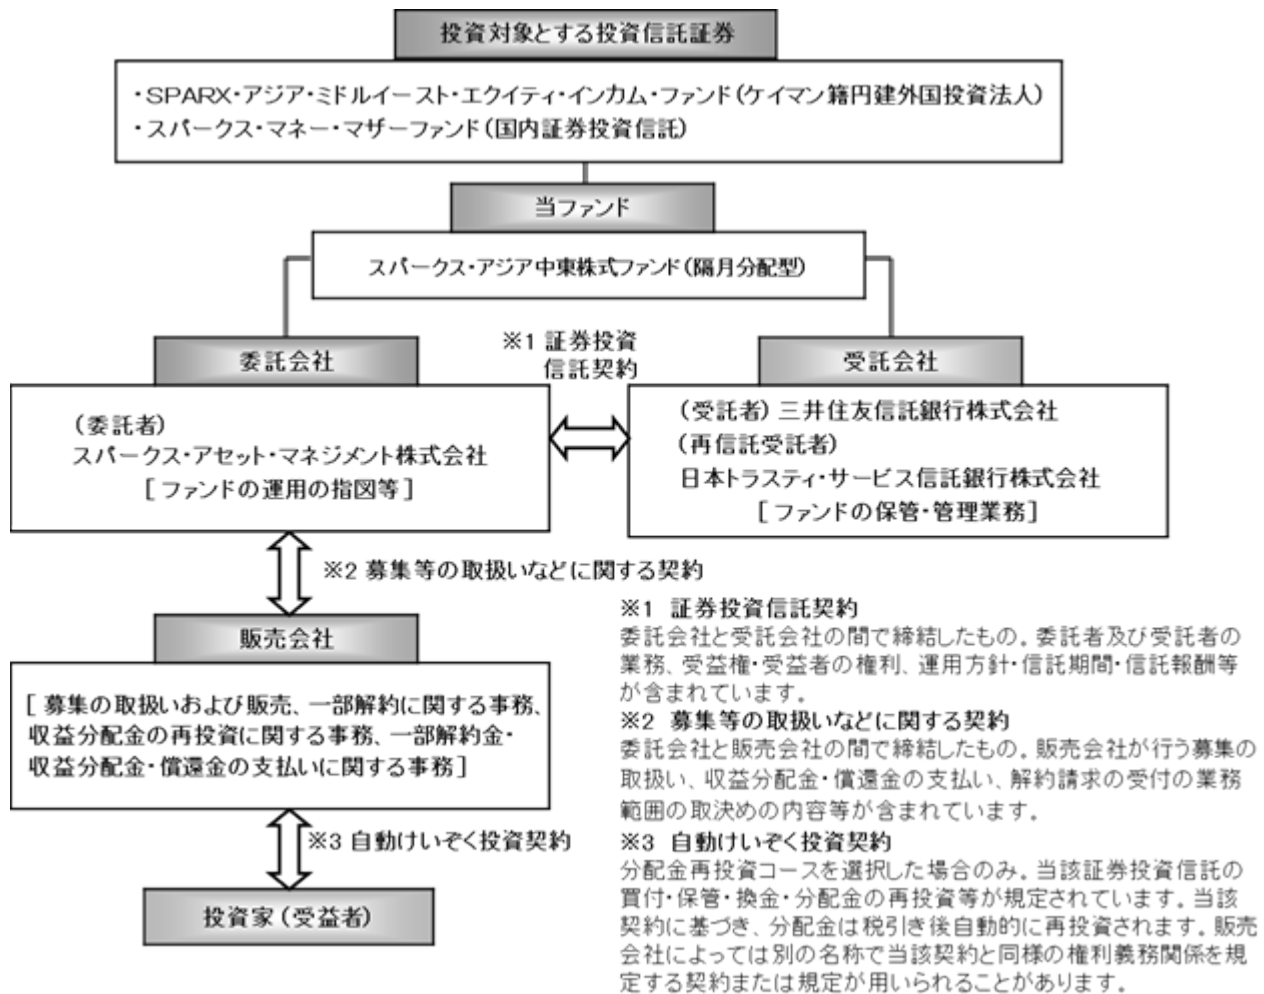 投資対象とする投資信託証券
・SPARX・アジア・ミドルイースト・エクイティ・インカム・ファンド(ケイマン籍円建外国投資法人)
・スパークス・マネー・マザーファンド(国内証券投資信託)
当ファンド
スパークス・アジア中東株式ファンド(隔月分配型)
委託会社
(委託者)
スパークス・アセット・マネジメント株式会社
[ファンドの運用の指図等]
※1 証券投資
信託契約
受託会社
(受託者) 三井住友信託銀行株式会社
(再信託受託者)
日本トラスティ・サービス信託銀行株式会社
[ファンドの保管・管理業務]
※2 募集等の取扱いなどに関する契約
販売会社
[ 募集の取扱いおよび販売、一部解約に関する事務、
収益分配金の再投資に関する事務、一部解約金・
収益分配金・償還金の支払いに関する事務]
※3 自動けいぞく投資契約
投資家(受益者)
※1 証券投資信託契約
委託会社と受託会社の間で締結したもの。委託者及び受託者の
業務、受益権・受益者の権利、運用方針・信託期間・信託報酬等
が含まれています。
※2 募集等の取扱いなどに関する契約
委託会社と販売会社の間で締結したもの。販売会社が行う募集の
取扱い、収益分配金・償還金の支払い、解約請求の受付の業務
範囲の取決めの内容等が含まれています。
※3 自動けいぞく投資契約
分配金再投資コースを選択した場合のみ。当該証券投資信託の
買付・保管・換金・分配金の再投資等が規定されています。当該
契約に基づき、分配金は税引き後自動的に再投資されます。販売
会社によっては別の名称で当該契約と同様の権利義務関係を規
定する契約または規定が用いられることがあります。